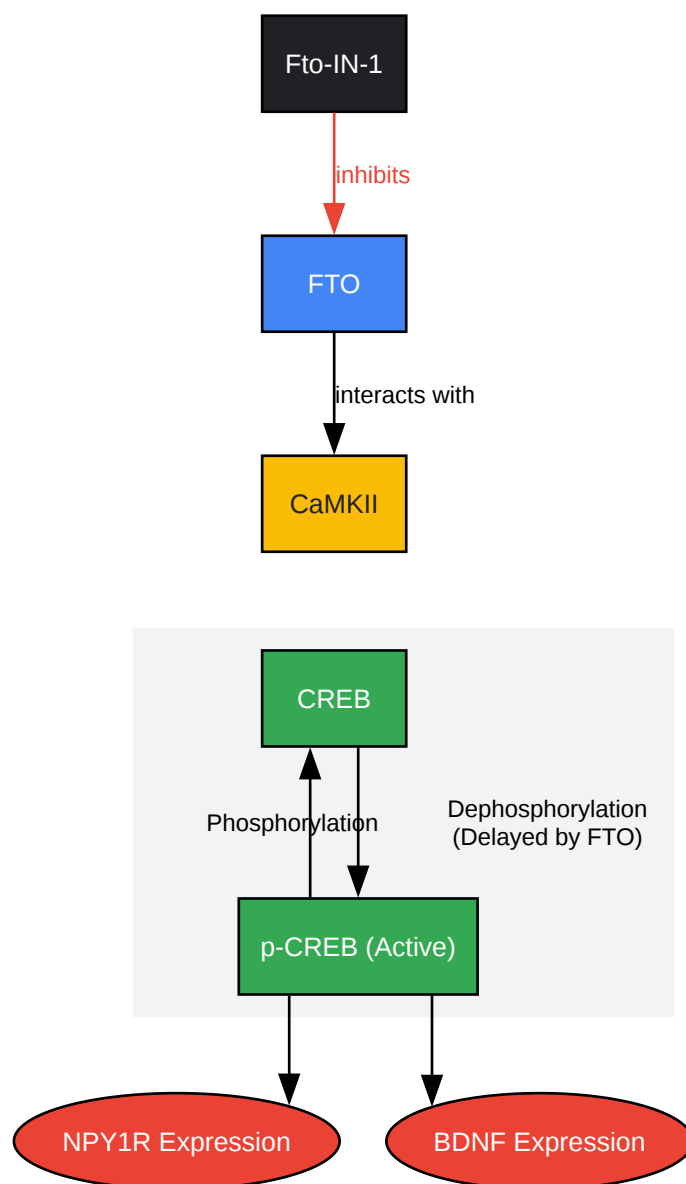 Fto-IN-1
inhibits
FTO
interacts with
CaMKII
CREB
Phosphorylation
Dephosphorylation
(Delayed by FTO)
p-CREB (Active)
NPY1R Expression
BDNF Expression